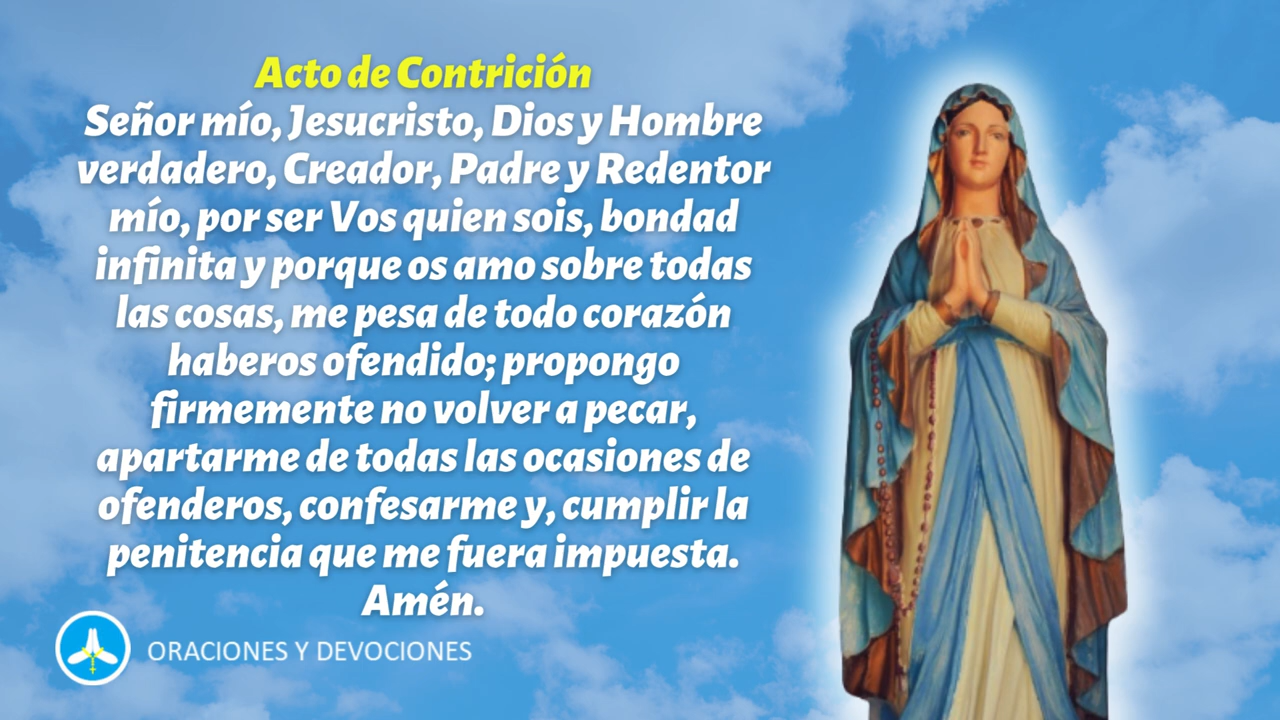 Acto de Contrición
Señor mío, Jesucristo, Dios y Hombre
verdadero, Creador, Padre y Redentor
mío, por ser Vos quien sois, bondad
infinita y porque os amo sobre todas
las cosas, me pesa de todo corazón
haberos ofendido; propongo
firmemente no volver a pecar,
apartarme de todas las ocasiones de
ofenderos, confesarme y, cumplir la
penitencia que me fuera impuesta.
Amén.
ORACIONES Y DEVOCIONES